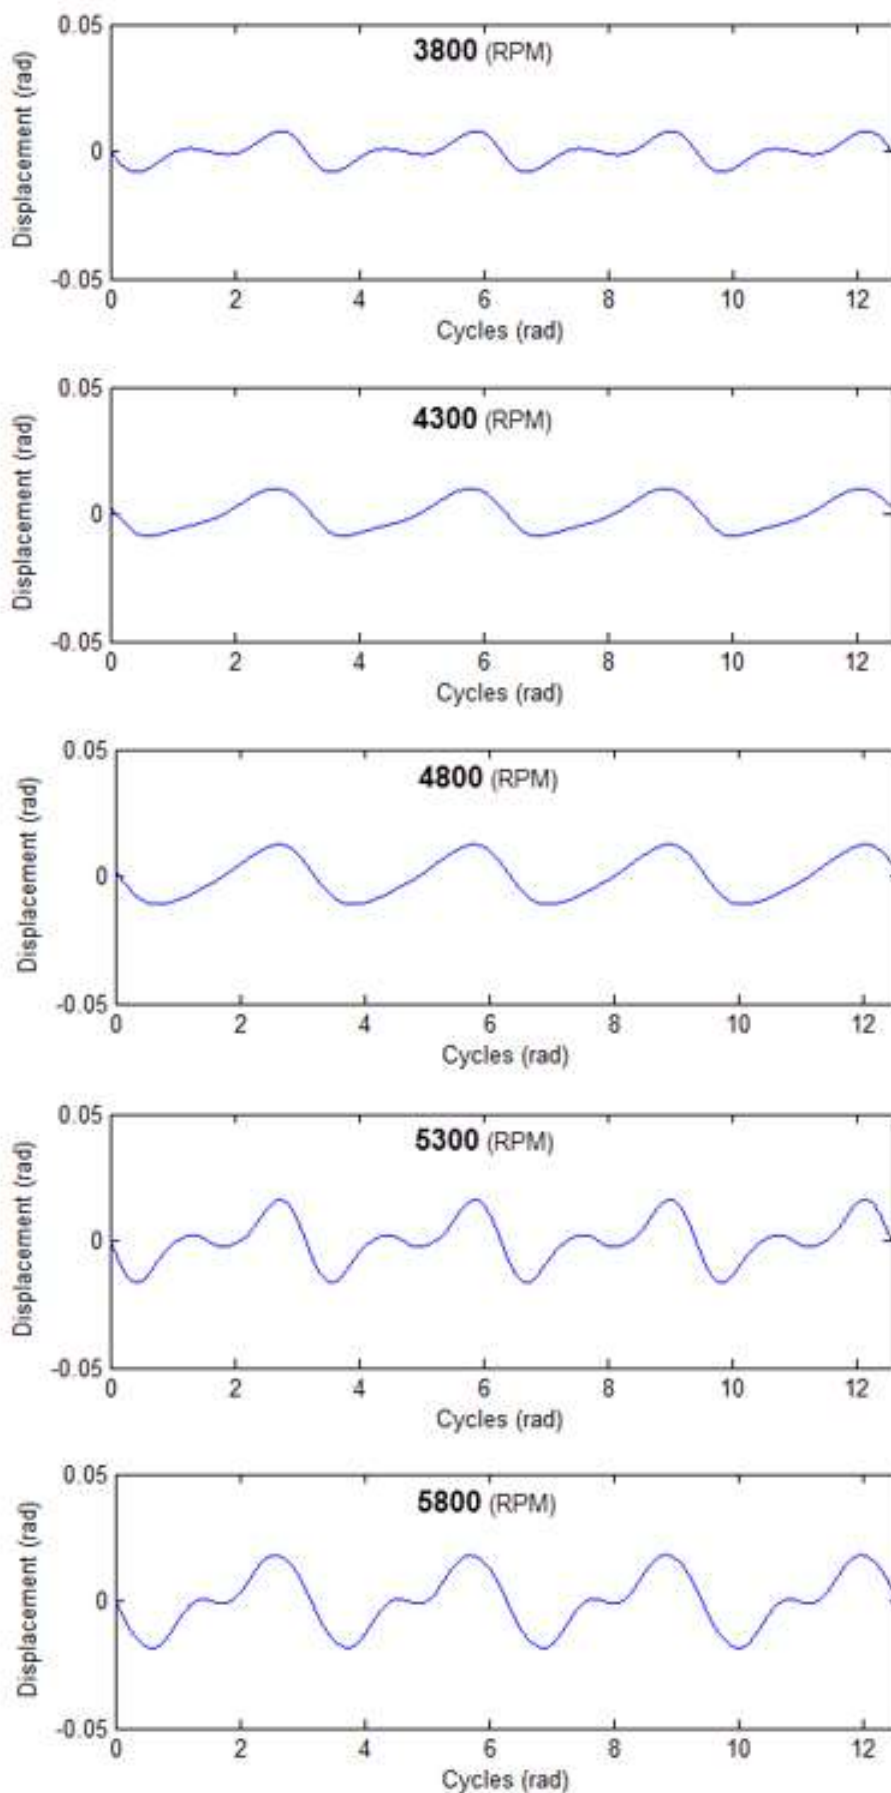 0.05
3800 (RPM)
Displacement (rad)
0
-0.05
0 2 4 6 8 10 12
Cycles (rad)
0.05
4300 (RPM)
Displacement (rad)
0
-0.05
0 2 4 6 8 10 12
Cycles (rad)
0.05
4800 (RPM)
Displacement (rad)
0
-0.05
0 2 4 6 8 10 12
Cycles (rad)
0.05
5300 (RPM)
Displacement (rad)
0
-0.05
0 2 4 6 8 10 12
Cycles (rad)
0.05
5800 (RPM)
Displacement (rad)
0
-0.05
0 2 4 6 8 10 12
Cycles (rad)